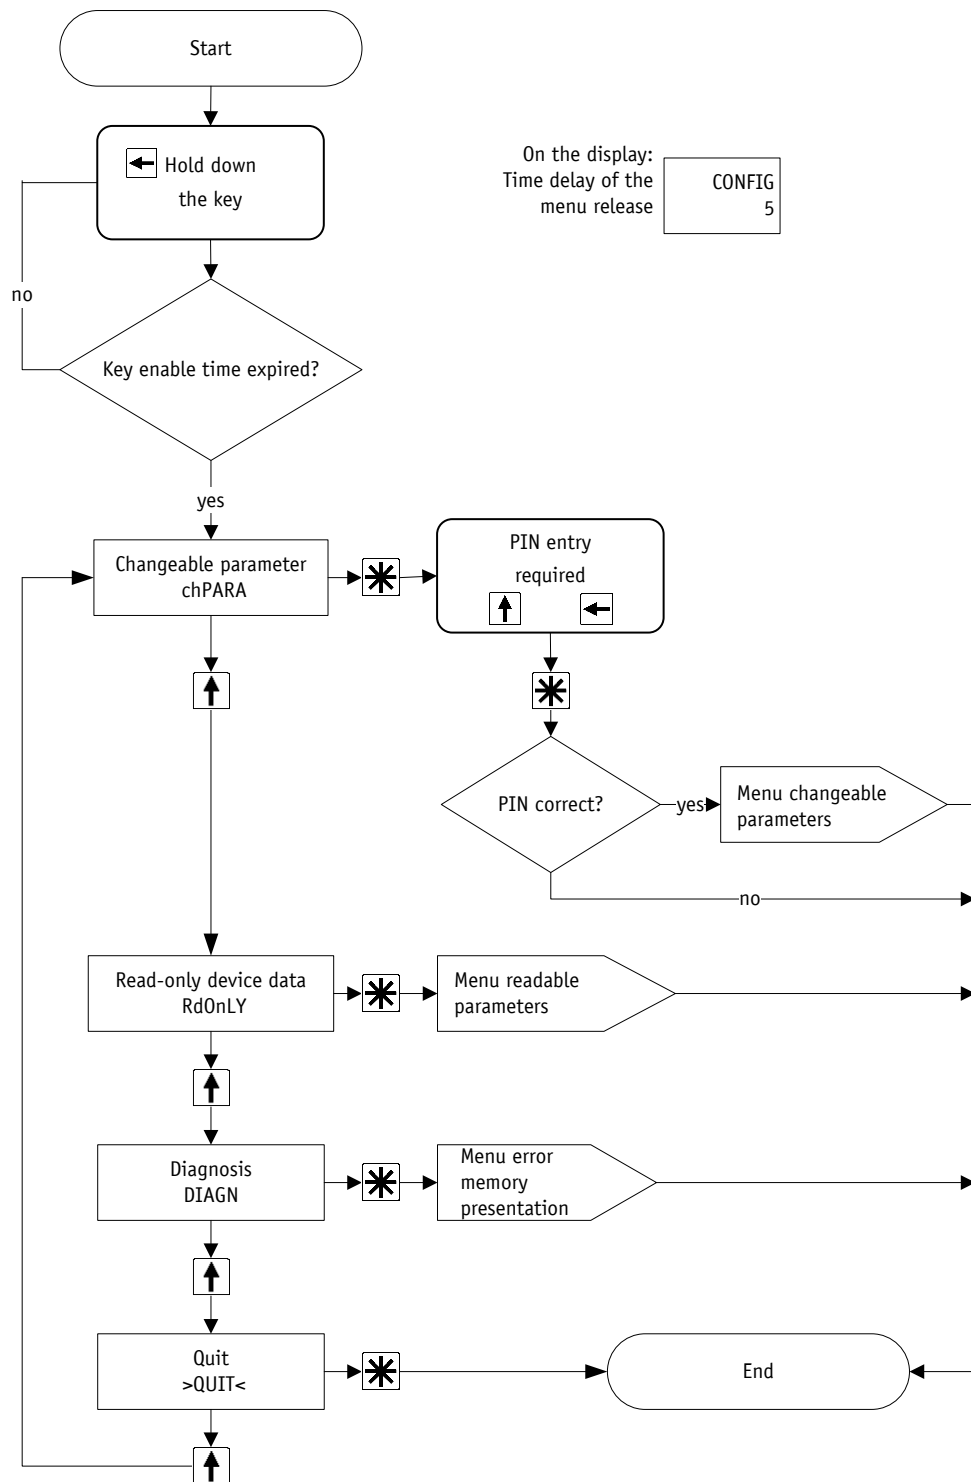 Start
Hold down
the key
On the display:
Time delay of the
menu release
CONFIG
5
no
Key enable time expired?
yes
Changeable parameter
chPARA
PIN entry
required
PIN correct?
yes
Menu changeable
parameters
no
Read-only device data
RdOnLY
Menu readable
parameters
Diagnosis
DIAGN
Menu error
memory
presentation
Quit
>QUIT<
End